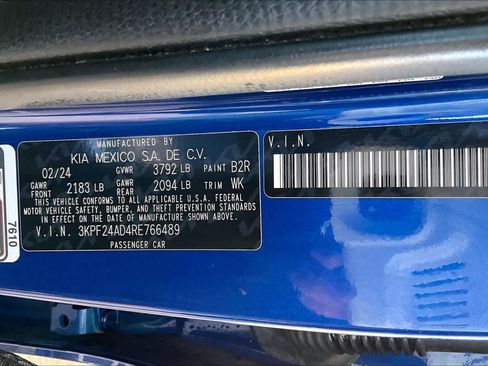 MANUFACTURED BY
KIA MEXICO S.A. DE C.V.
02/24 GVWR 3792 LB PAINT B2R
GAWR FRONT 2183 LB GAWR REAR 2094 LB TRIM WK
THIS VEHICLE CONFORMS TO ALL APPLICABLE U.S. FEDERAL
MOTOR VEHICLE SAFETY, BUMPER, AND THEFT PREVENTION
STANDARDS IN EFFECT ON THE DATE OF MANUFACTURE SHOWN ABOVE.
V.I.N. 3KPF24AD4RE766489
PASSENGER CAR
V.I.N.
7610